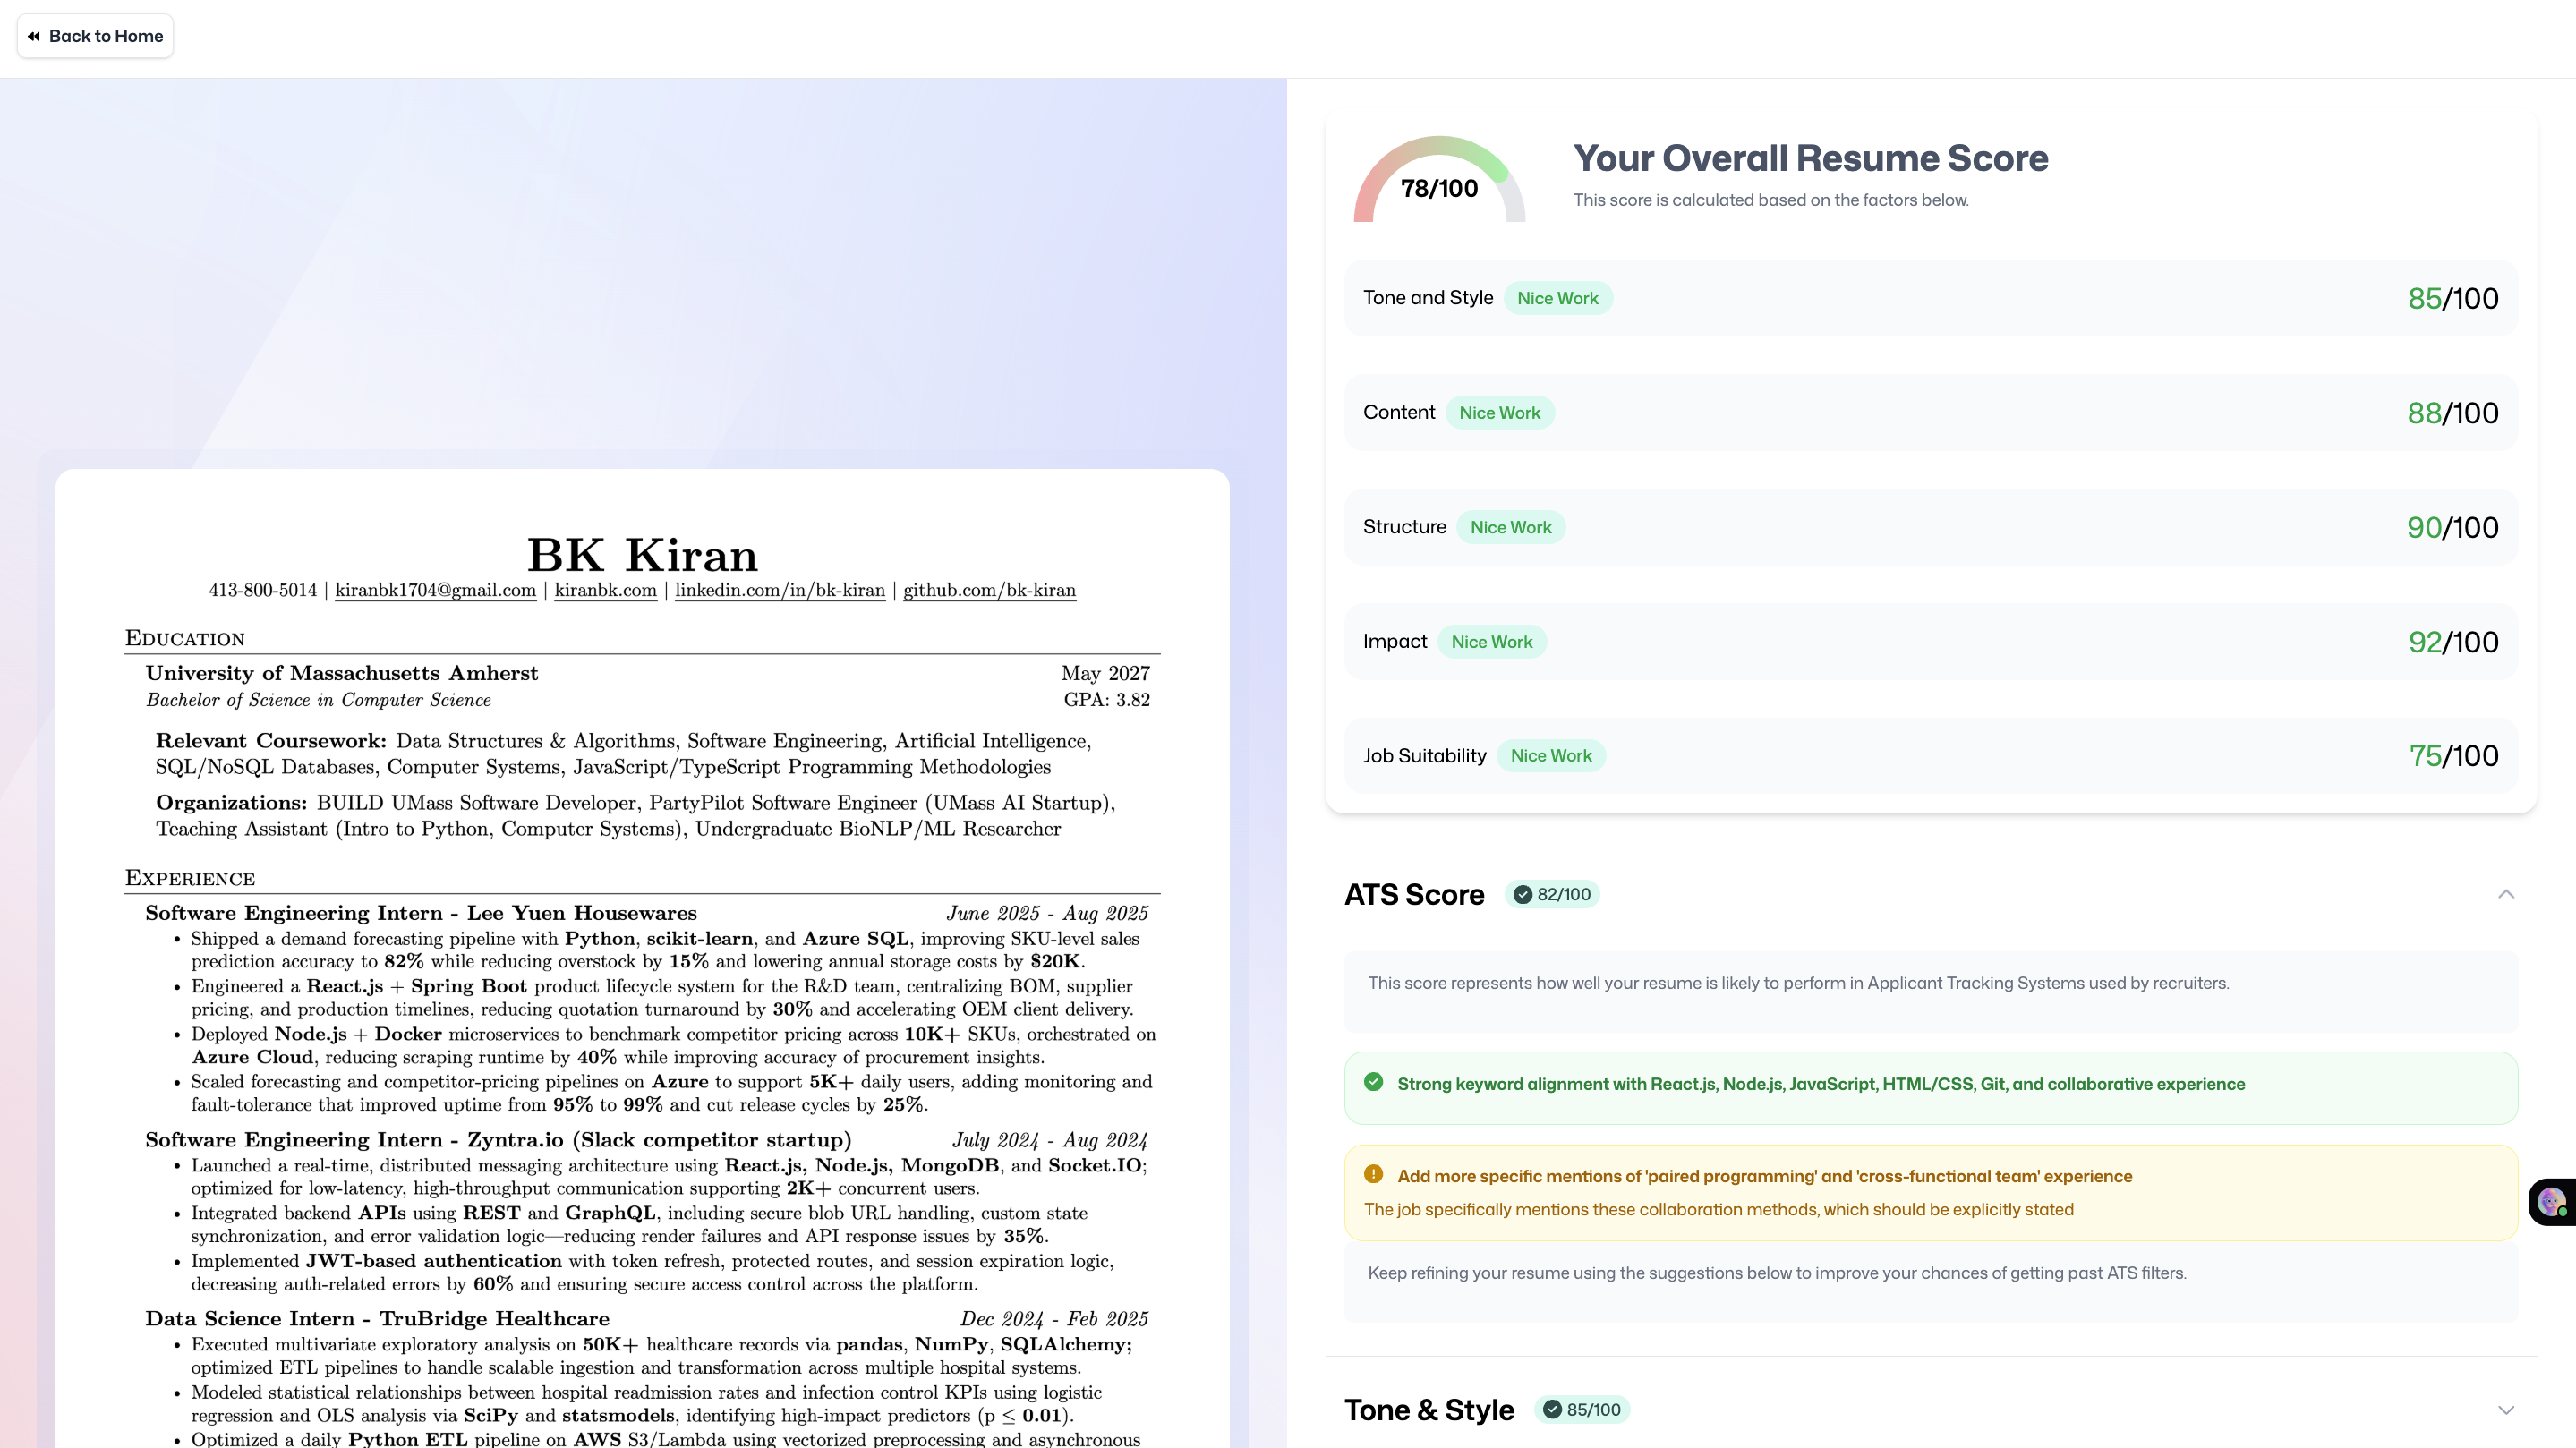 Back to Home
BK Kiran
413-800-5014 | kiranbk1704@gmail.com | kiranbk.com | linkedin.com/in/bk-kiran | github.com/bk-kiran
Education
University of Massachusetts Amherst May 2027
Bachelor of Science in Computer Science GPA: 3.82
Relevant Coursework: Data Structures & Algorithms, Software Engineering, Artificial Intelligence,
SQL/NoSQL Databases, Computer Systems, JavaScript/TypeScript Programming Methodologies
Organizations: BUILD UMass Software Developer, PartyPilot Software Engineer (UMass AI Startup),
Teaching Assistant (Intro to Python, Computer Systems), Undergraduate BioNLP/ML Researcher
Experience
Software Engineering Intern - Lee Yuen Housewares June 2025 - Aug 2025
• Shipped a demand forecasting pipeline with Python, scikit-learn, and Azure SQL, improving SKU-level sales
prediction accuracy to 82% while reducing overstock by 15% and lowering annual storage costs by $20K.
• Engineered a React.js + Spring Boot product lifecycle system for the R&D team, centralizing BOM, supplier
pricing, and production timelines, reducing quotation turnaround by 30% and accelerating OEM client delivery.
• Deployed Node.js + Docker microservices to benchmark competitor pricing across 10K+ SKUs, orchestrated on
Azure Cloud, reducing scraping runtime by 40% while improving accuracy of procurement insights.
• Scaled forecasting and competitor-pricing pipelines on Azure to support 5K+ daily users, adding monitoring and
fault-tolerance that improved uptime from 95% to 99% and cut release cycles by 25%.
Software Engineering Intern - Zyntra.io (Slack competitor startup) July 2024 - Aug 2024
• Launched a real-time, distributed messaging architecture using React.js, Node.js, MongoDB, and Socket.IO;
optimized for low-latency, high-throughput communication supporting 2K+ concurrent users.
• Integrated backend APIs using REST and GraphQL, including secure blob URL handling, custom state
synchronization, and error validation logic—reducing render failures and API response issues by 35%.
• Implemented JWT-based authentication with token refresh, protected routes, and session expiration logic,
decreasing auth-related errors by 60% and ensuring secure access control across the platform.
Data Science Intern - TruBridge Healthcare Dec 2024 - Feb 2025
• Executed multivariate exploratory analysis on 50K+ healthcare records via pandas, NumPy, SQLAlchemy;
optimized ETL pipelines to handle scalable ingestion and transformation across multiple hospital systems.
• Modeled statistical relationships between hospital readmission rates and infection control KPIs using logistic
regression and OLS analysis via SciPy and statsmodels, identifying high-impact predictors (p ≤ 0.01).
• Optimized a daily Python ETL pipeline on AWS S3/Lambda using vectorized preprocessing and asynchronous
78/100
Your Overall Resume Score
This score is calculated based on the factors below.
Tone and Style Nice Work 85/100
Content Nice Work 88/100
Structure Nice Work 90/100
Impact Nice Work 92/100
Job Suitability Nice Work 75/100
ATS Score 82/100
This score represents how well your resume is likely to perform in Applicant Tracking Systems used by recruiters.
Strong keyword alignment with React.js, Node.js, JavaScript, HTML/CSS, Git, and collaborative experience
Add more specific mentions of 'paired programming' and 'cross-functional team' experience
The job specifically mentions these collaboration methods, which should be explicitly stated
Keep refining your resume using the suggestions below to improve your chances of getting past ATS filters.
Tone & Style 85/100